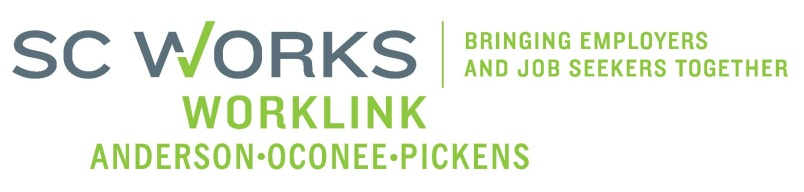 SC WORKS
BRINGING EMPLOYERS
AND JOB SEEKERS TOGETHER
WORKLINK
ANDERSON•OCONEE•PICKENS